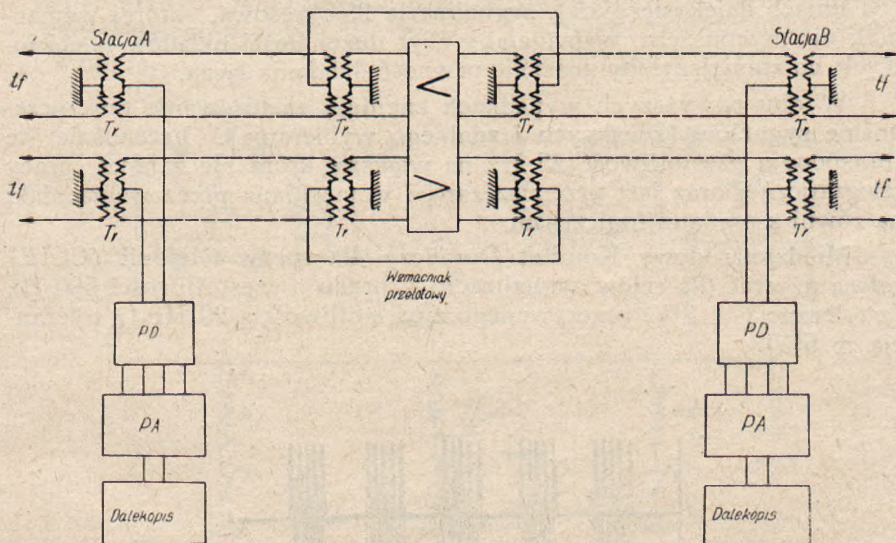 Stacja A
Stacja B
tf
tf
Tr
Tr
Tr
Tr
<
>
tf
tf
Tr
Tr
Tr
Tr
Wzmacniak
przelotowy
PD
PD
PA
PA
Dalekopis
Dalekopis